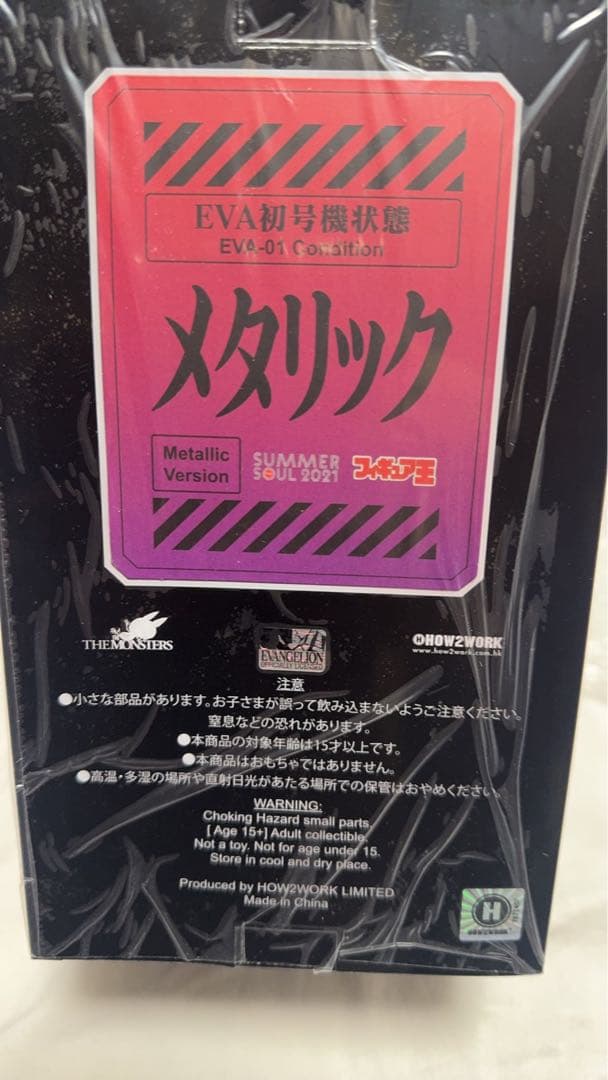 EVA初号機状態
EVA-01 Condition
メタリック
Metallic
Version
SUMMER
SOUL 2021
フィギュア王
THE MONSTERS
EVANGELION
OFFICIALLY LICENSED
HOW2WORK
www.how2work.com.hk
注意
●小さな部品があります。お子さまが誤って飲み込まないようご注意ください。
窒息などの恐れがあります。
●本商品の対象年齢は15才以上です。
●本商品はおもちゃではありません。
●高温・多湿の場所や直射日光があたる場所での保管はおやめください。
WARNING:
Choking Hazard small parts.
[ Age 15+] Adult collectible.
Not a toy. Not for age under 15.
Store in cool and dry place.
Produced by HOW2WORK LIMITED
Made in China
H
HOW2WORK